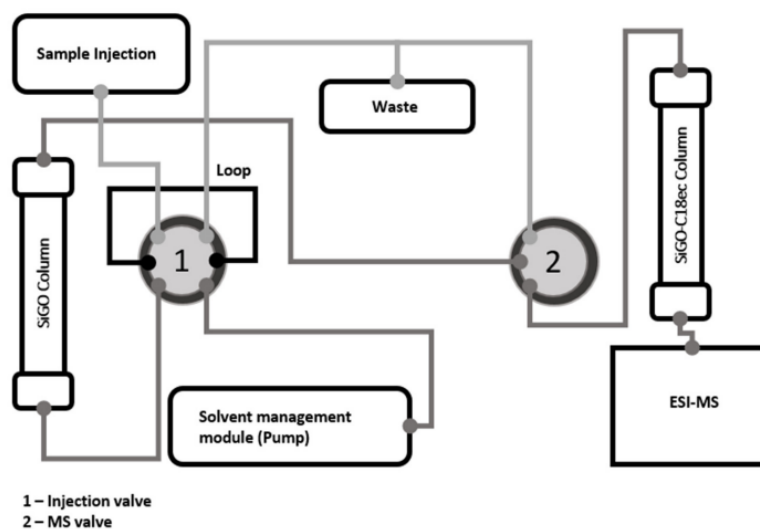 Sample Injection
Waste
Loop
SiGO Column
1
2
SiGO-C18ec Column
Solvent management
module (Pump)
ESI-MS
1 – Injection valve
2 – MS valve